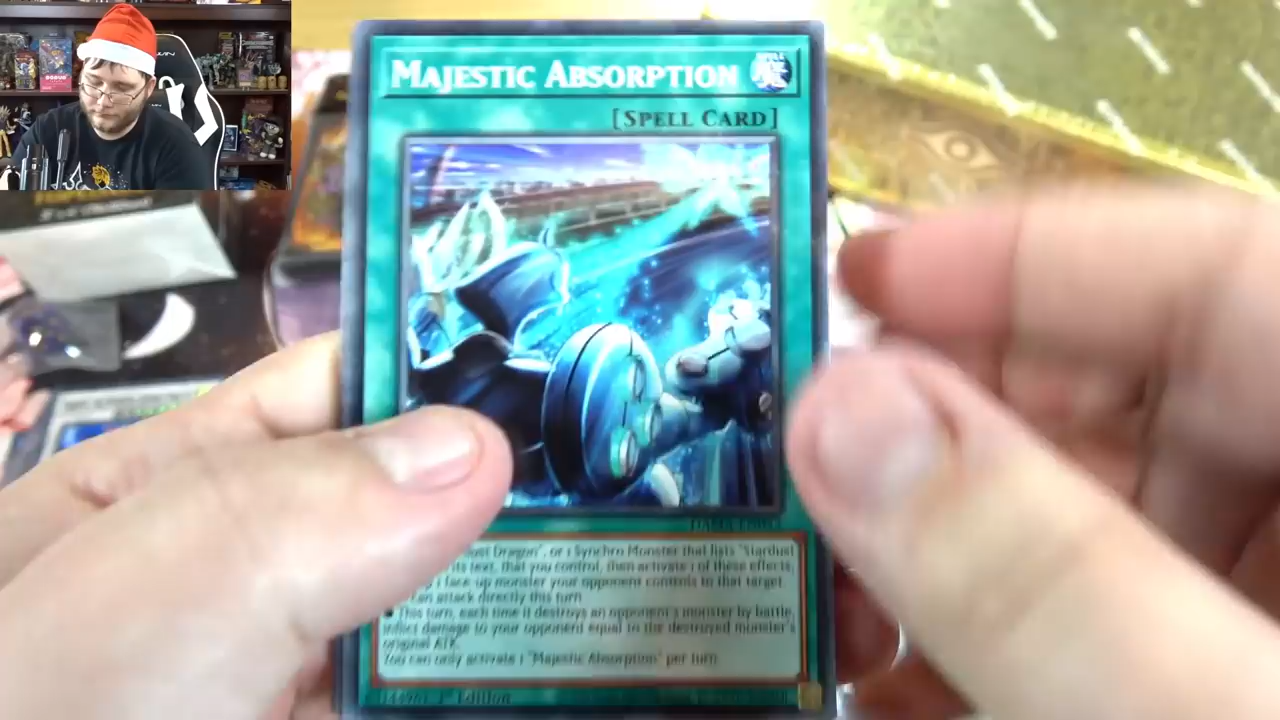 MAJESTIC ABSORPTION
[SPELL CARD]
Dragon", or 1 Synchro Monster that lists "Stardust
its text, that you control, then activate 1 of these effects,
1 face-up monster your opponent controls to that target
an attack directly this turn
● This turn, each time it destroys an opponent's monster by battle,
inflict damage to your opponent equal to the destroyed monster's
original ATK.
You can only activate 1 "Majestic Absorption" per turn
1st Edition